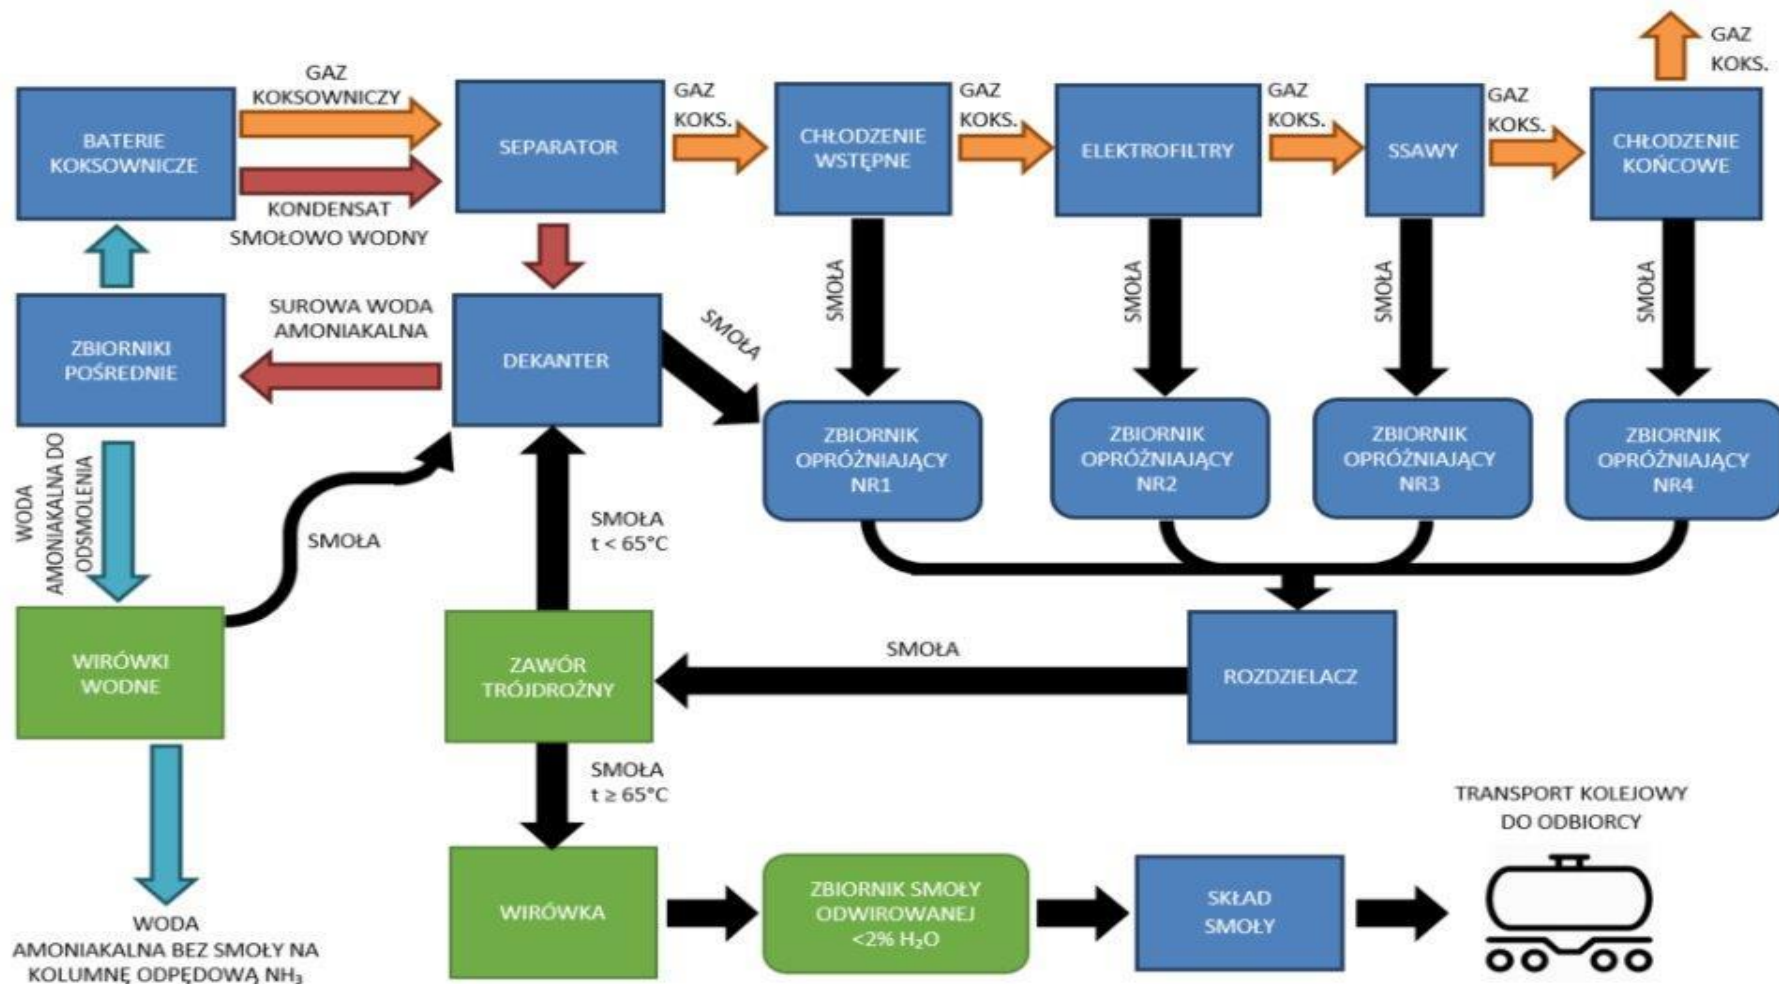 GAZ
KOKS.
GAZ
KOKSOWNICZY
BATERIE
KOKSOWNICZE
SEPARATOR
GAZ
KOKS.
CHŁODZENIE
WSTĘPNE
GAZ
KOKS.
ELEKTROFILTRY
GAZ
KOKS.
SSAWY
GAZ
KOKS.
CHŁODZENIE
KOŃCOWE
KONDENSAT
SMOŁOWO WODNY
SMOŁA
SMOŁA
SMOŁA
SMOŁA
SUROWA WODA
AMONIAKALNA
ZBIORNIKI
POŚREDNIE
DEKANTER
SMOŁA
ZBIORNIK
OPRÓŻNIAJĄCY
NR1
ZBIORNIK
OPRÓŻNIAJĄCY
NR2
ZBIORNIK
OPRÓŻNIAJĄCY
NR3
ZBIORNIK
OPRÓŻNIAJĄCY
NR4
WODA
AMONIAKALNA DO
ODSMOLENIA
SMOŁA
SMOŁA
t < 65°C
WIRÓWKI
WODNE
ZAWÓR
TRÓJDROŻNY
SMOŁA
ROZDZIELACZ
SMOŁA
t ≥ 65°C
TRANSPORT KOLEJOWY
DO ODBIORCY
WIRÓWKA
ZBIORNIK SMOŁY
ODWIROWANEJ
<2% H₂O
SKŁAD
SMOŁY
WODA
AMONIAKALNA BEZ SMOŁY NA
KOLUMNĘ ODPĘDOWĄ NH₃